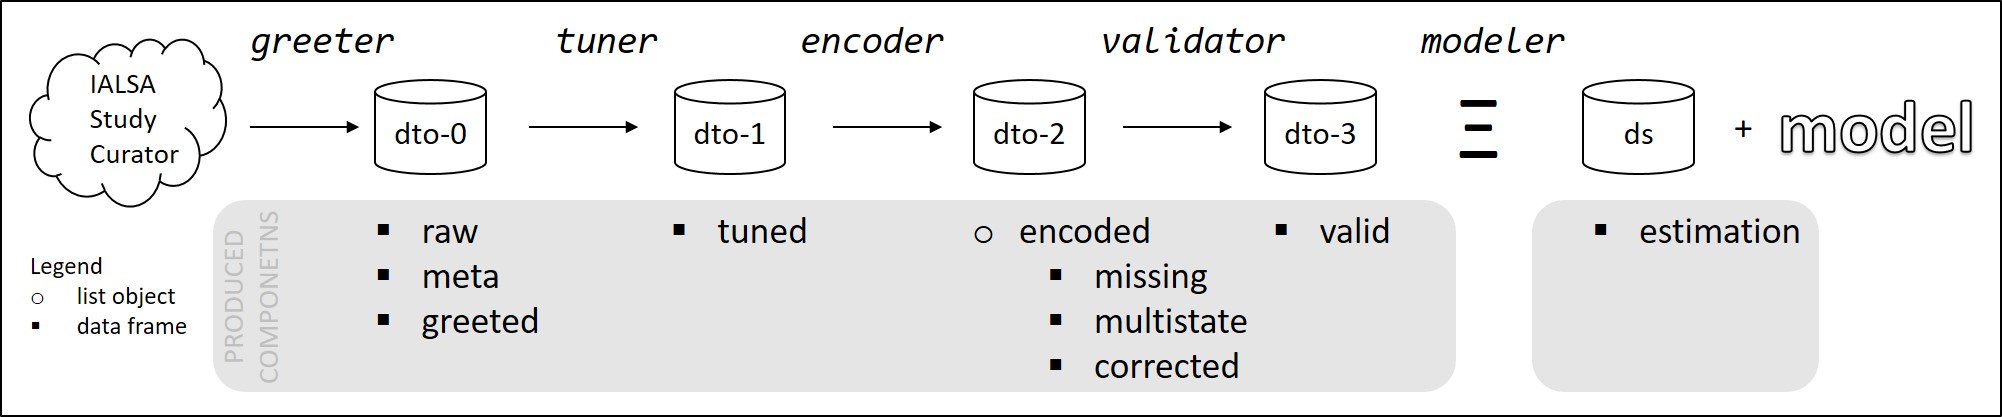 greeter tuner encoder validator modeler
IALSA
Study
Curator
dto-0 dto-1 dto-2 dto-3 Ξ ds + model
PRODUCED
COMPONETNS
▪ raw ▪ tuned ○ encoded ▪ valid ▪ estimation
▪ meta ▪ missing
▪ greeted ▪ multistate
▪ corrected
Legend
○ list object
▪ data frame